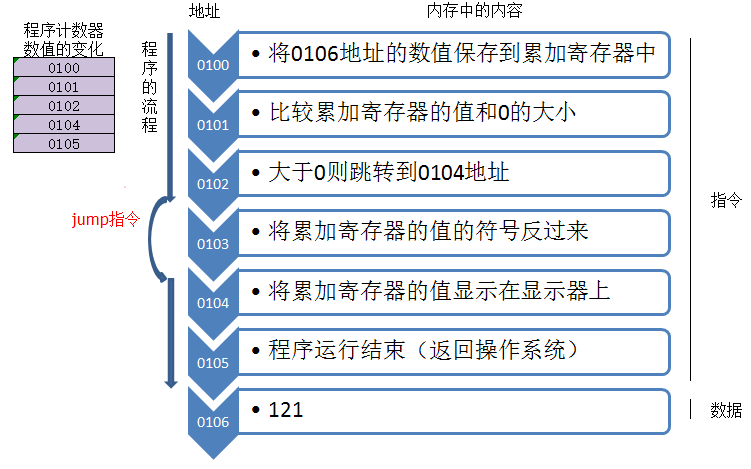 地址
内存中的内容
程序计数器
数值的变化
0100
0101
0102
0104
0105
程序的流程
jump指令
0100
• 将0106地址的数值保存到累加寄存器中
0101
• 比较累加寄存器的值和0的大小
0102
• 大于0则跳转到0104地址
0103
• 将累加寄存器的值的符号反过来
0104
• 将累加寄存器的值显示在显示器上
0105
• 程序运行结束（返回操作系统）
0106
• 121
指令
数据